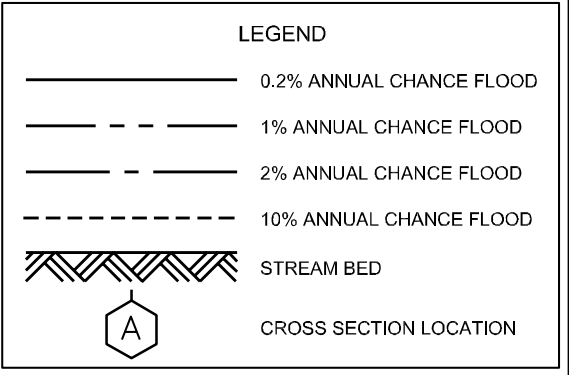 LEGEND
0.2% ANNUAL CHANCE FLOOD
1% ANNUAL CHANCE FLOOD
2% ANNUAL CHANCE FLOOD
10% ANNUAL CHANCE FLOOD
STREAM BED
A
CROSS SECTION LOCATION